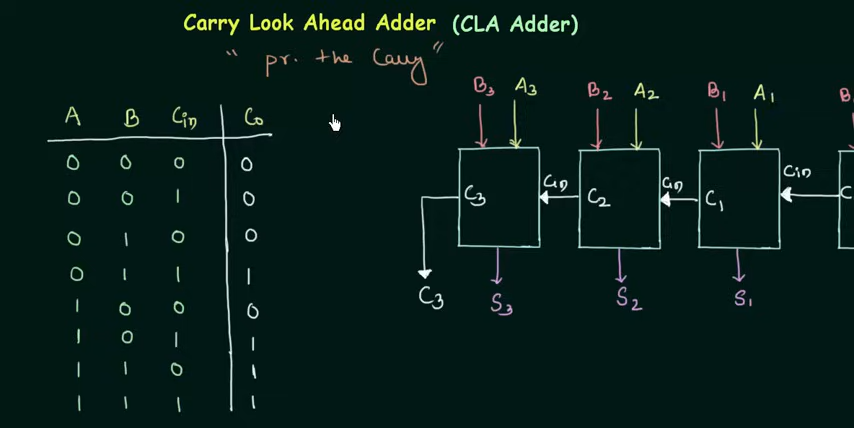 Carry Look Ahead Adder (CLA Adder)
" pr. the Carry "
B3 A3 B2 A2 B1 A1 B
A B Cin Co
0 0 0 0
0 0 1 0
0 1 0 0
0 1 1 1
1 0 0 0
1 0 1 1
1 1 0 1
1 1 1 1
C3 Cin C2 Cin C1 Cin C
C3 S3 S2 S1